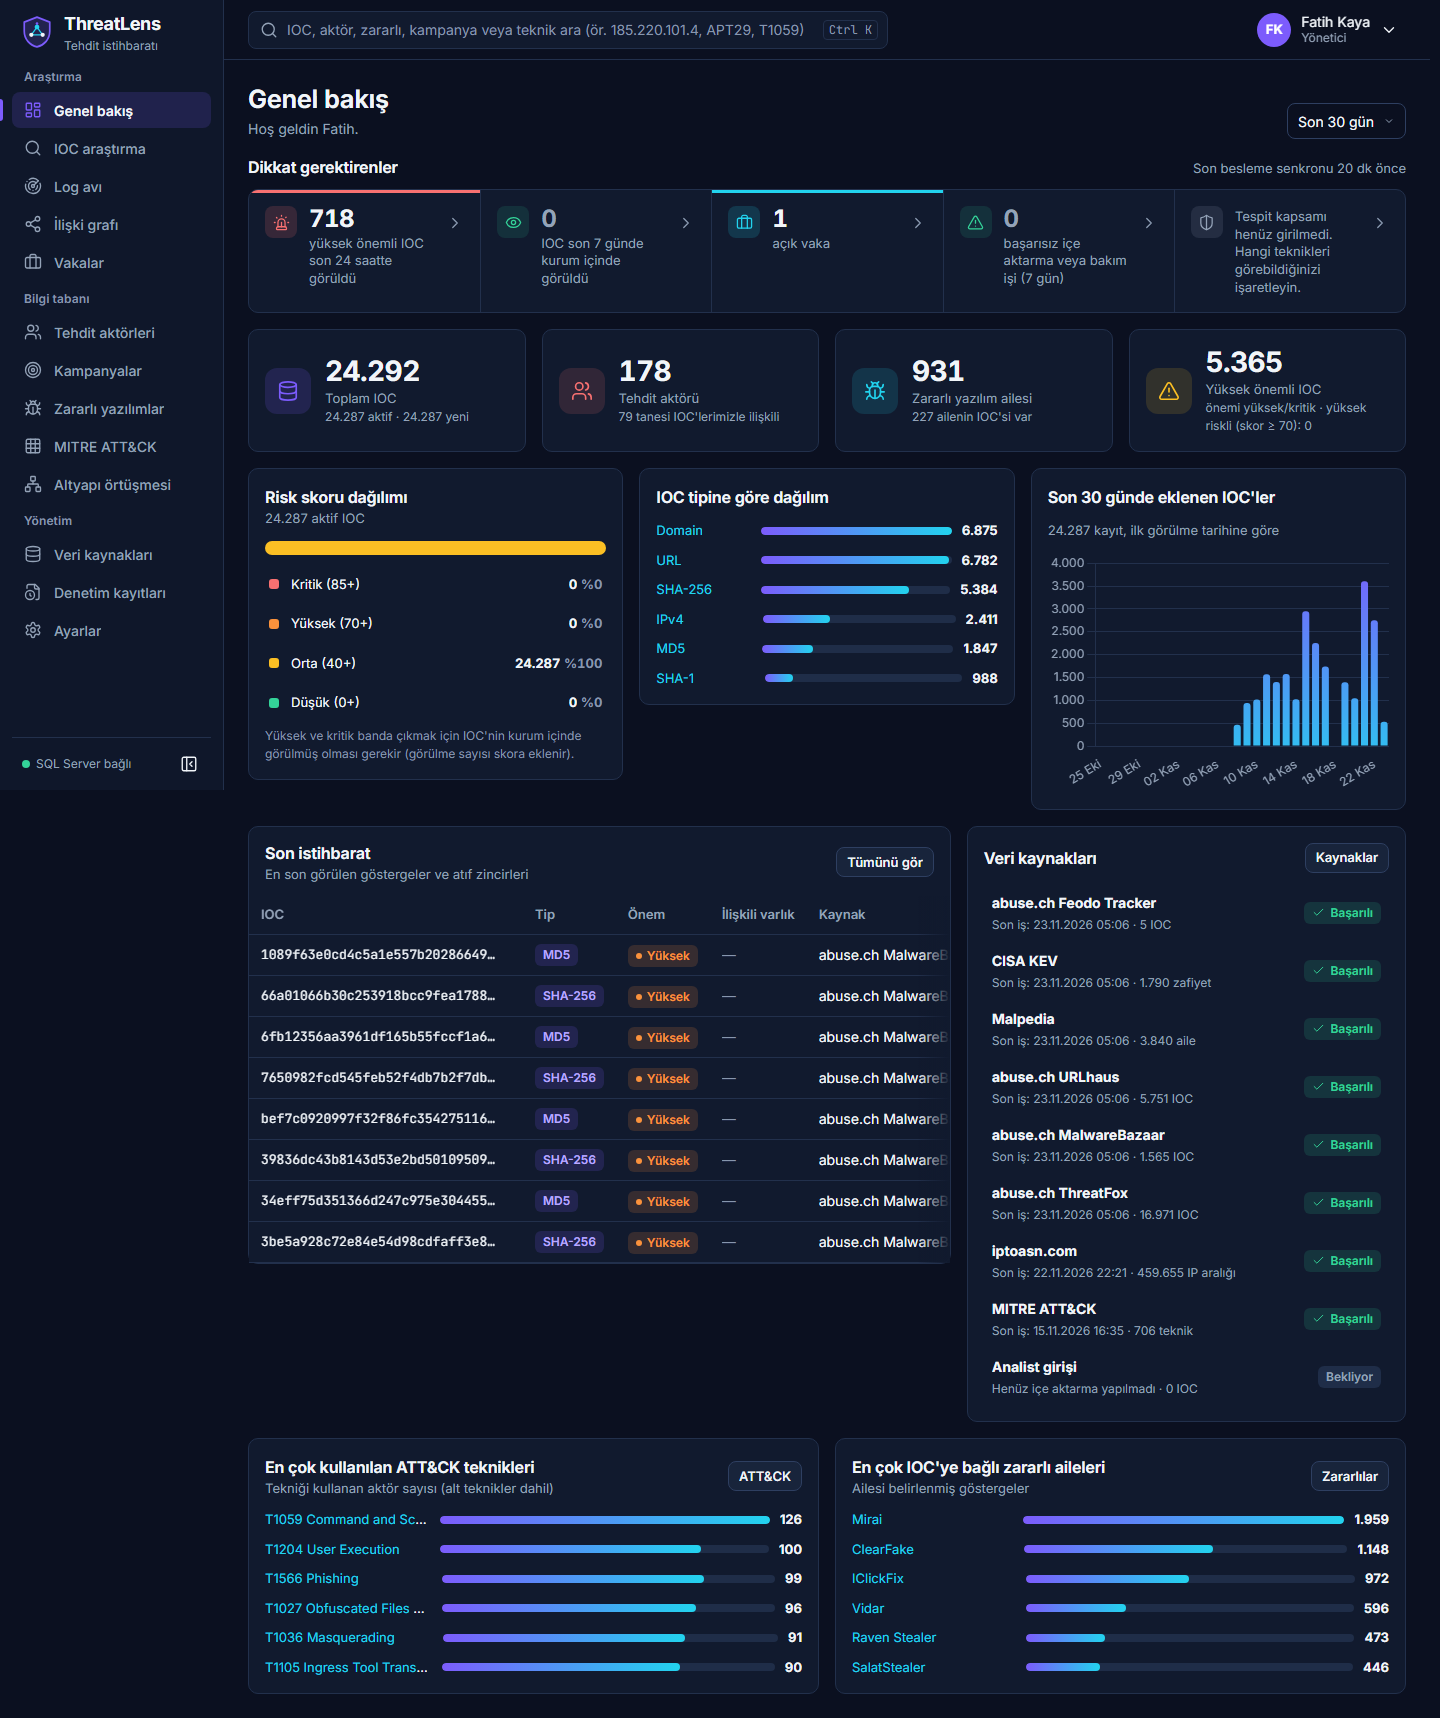 ThreatLens
Tehdit istihbaratı
IOC, aktör, zararlı, kampanya veya teknik ara (ör. 185.220.101.4, APT29, T1059)
Ctrl K
FK
Fatih Kaya
Yönetici
Araştırma
Genel bakış
IOC araştırma
Log avı
İlişki grafı
Vakalar
Bilgi tabanı
Tehdit aktörleri
Kampanyalar
Zararlı yazılımlar
MITRE ATT&CK
Altyapı örtüşmesi
Yönetim
Veri kaynakları
Denetim kayıtları
Ayarlar
SQL Server bağlı
Genel bakış
Hoş geldin Fatih.
Son 30 gün
Dikkat gerektirenler
Son besleme senkronu 20 dk önce
718
yüksek önemli IOC
son 24 saatte
görüldü
0
IOC son 7 günde
kurum içinde
görüldü
1
açık vaka
0
başarısız içe
aktarma veya bakım
işi (7 gün)
Tespit kapsamı
henüz girilmedi.
Hangi teknikleri
görebildiğinizi
işaretleyin.
24.292
Toplam IOC
24.287 aktif · 24.287 yeni
178
Tehdit aktörü
79 tanesi IOC'lerimizle ilişkili
931
Zararlı yazılım ailesi
227 ailenin IOC'si var
5.365
Yüksek önemli IOC
önemi yüksek/kritik · yüksek
riskli (skor ≥ 70): 0
Risk skoru dağılımı
24.287 aktif IOC
Kritik (85+) 0 %0
Yüksek (70+) 0 %0
Orta (40+) 24.287 %100
Düşük (0+) 0 %0
Yüksek ve kritik banda çıkmak için IOC'nin kurum içinde
görülmüş olması gerekir (görülme sayısı skora eklenir).
IOC tipine göre dağılım
Domain 6.875
URL 6.782
SHA-256 5.384
IPv4 2.411
MD5 1.847
SHA-1 988
Son 30 günde eklenen IOC'ler
24.287 kayıt, ilk görülme tarihine göre
4.000
3.500
3.000
2.500
2.000
1.500
1.000
500
0
25 Eki 29 Eki 02 Kas 06 Kas 10 Kas 14 Kas 18 Kas 22 Kas
Son istihbarat
En son görülen göstergeler ve atıf zincirleri
Tümünü gör
IOC Tip Önem İlişkili varlık Kaynak
1089f63e0cd4c5a1e557b20286649… MD5 Yüksek — abuse.ch MalwareB
66a01066b30c253918bcc9fea1788… SHA-256 Yüksek — abuse.ch MalwareB
6fb12356aa3961df165b55fccf1a6… MD5 Yüksek — abuse.ch MalwareB
7650982fcd545feb52f4db7b2f7db… SHA-256 Yüksek — abuse.ch MalwareB
bef7c0920997f32f86fc354275116… MD5 Yüksek — abuse.ch MalwareB
39836dc43b8143d53e2bd50109509… SHA-256 Yüksek — abuse.ch MalwareB
34eff75d351366d247c975e304455… MD5 Yüksek — abuse.ch MalwareB
3be5a928c72e84e54d98cdfaff3e8… SHA-256 Yüksek — abuse.ch MalwareB
Veri kaynakları
Kaynaklar
abuse.ch Feodo Tracker
Son iş: 23.11.2026 05:06 · 5 IOC
Başarılı
CISA KEV
Son iş: 23.11.2026 05:06 · 1.790 zafiyet
Başarılı
Malpedia
Son iş: 23.11.2026 05:06 · 3.840 aile
Başarılı
abuse.ch URLhaus
Son iş: 23.11.2026 05:06 · 5.751 IOC
Başarılı
abuse.ch MalwareBazaar
Son iş: 23.11.2026 05:06 · 1.565 IOC
Başarılı
abuse.ch ThreatFox
Son iş: 23.11.2026 05:06 · 16.971 IOC
Başarılı
iptoasn.com
Son iş: 22.11.2026 22:21 · 459.655 IP aralığı
Başarılı
MITRE ATT&CK
Son iş: 15.11.2026 16:35 · 706 teknik
Başarılı
Analist girişi
Henüz içe aktarma yapılmadı · 0 IOC
Bekliyor
En çok kullanılan ATT&CK teknikleri
Tekniği kullanan aktör sayısı (alt teknikler dahil)
ATT&CK
T1059 Command and Sc... 126
T1204 User Execution 100
T1566 Phishing 99
T1027 Obfuscated Files ... 96
T1036 Masquerading 91
T1105 Ingress Tool Trans... 90
En çok IOC'ye bağlı zararlı aileleri
Ailesi belirlenmiş göstergeler
Zararlılar
Mirai 1.959
ClearFake 1.148
IClickFix 972
Vidar 596
Raven Stealer 473
SalatStealer 446